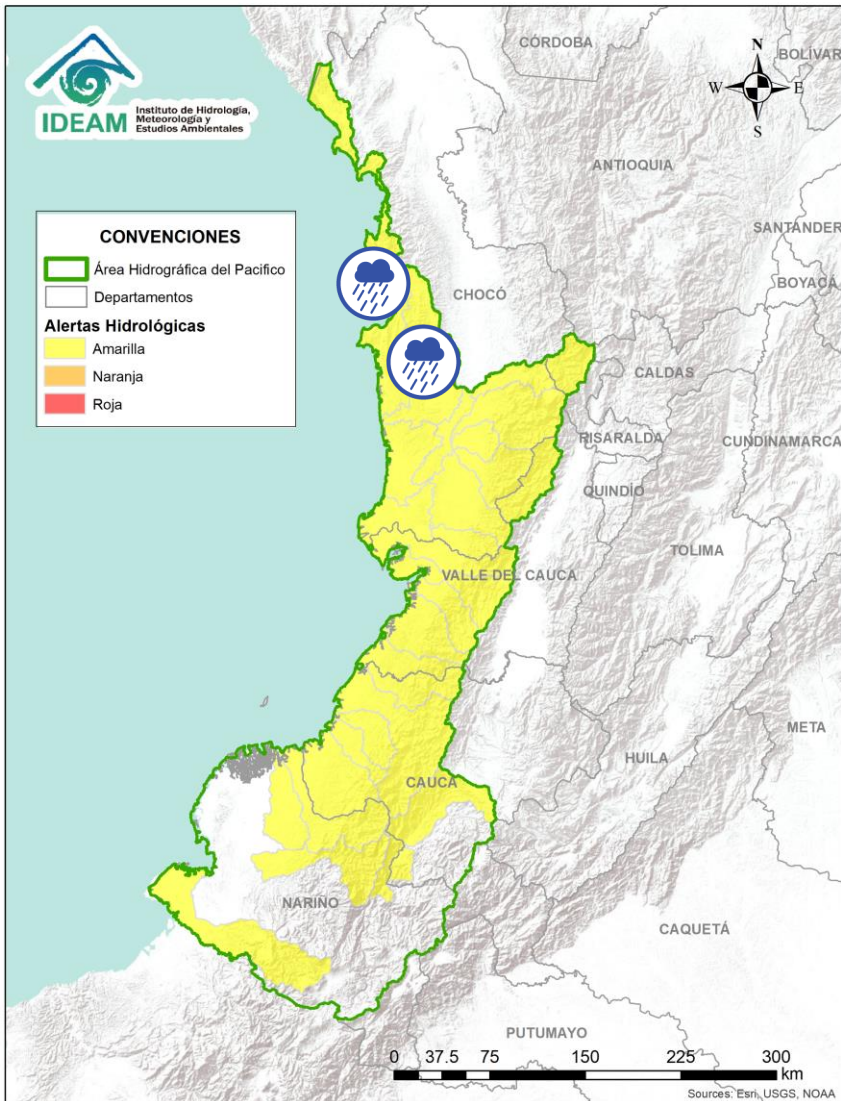 IDEAM
Instituto de Hidrología,
Meteorología y
Estudios Ambientales
CÓRDOBA
BOLÍVAR
N
W
E
S
ANTIOQUIA
SANTANDER
BOYACÁ
CONVENCIONES
Área Hidrográfica del Pacifico
Departamentos
Alertas Hidrológicas
Amarilla
Naranja
Roja
CHOCÓ
CALDAS
RISARALDA
CUNDINAMARCA
QUINDÍO
TOLIMA
VALLE DEL CAUCA
META
HUILA
CAUCA
NARIÑO
CAQUETÁ
PUTUMAYO
0 37.5 75 150 225 300
km
Sources: Esri, USGS, NOAA